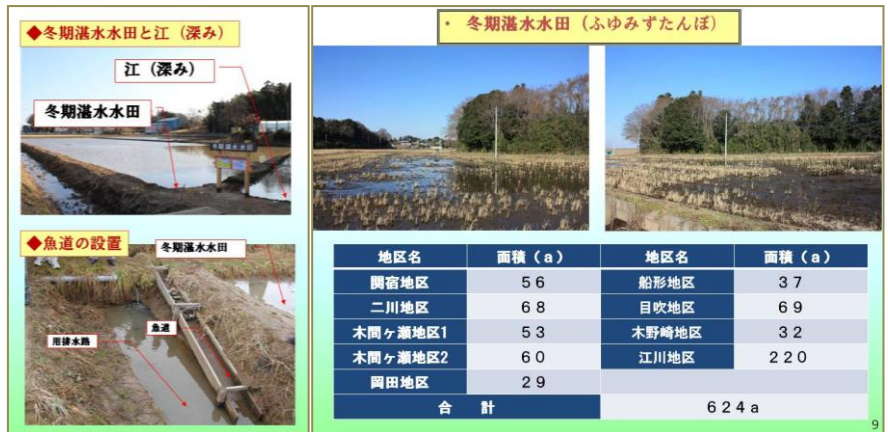 ◆冬期湛水水田と江（深み）
江（深み）
冬期湛水水田
冬期湛水水田
◆魚道の設置
冬期湛水水田
魚道
用排水路
・ 冬期湛水水田（ふゆみずたんぼ）
地区名 面積（a） 地区名 面積（a）
関宿地区 56 船形地区 37
二川地区 68 目吹地区 69
木間ヶ瀬地区1 53 木野崎地区 32
木間ヶ瀬地区2 60 江川地区 220
岡田地区 29
合 計 624a
9